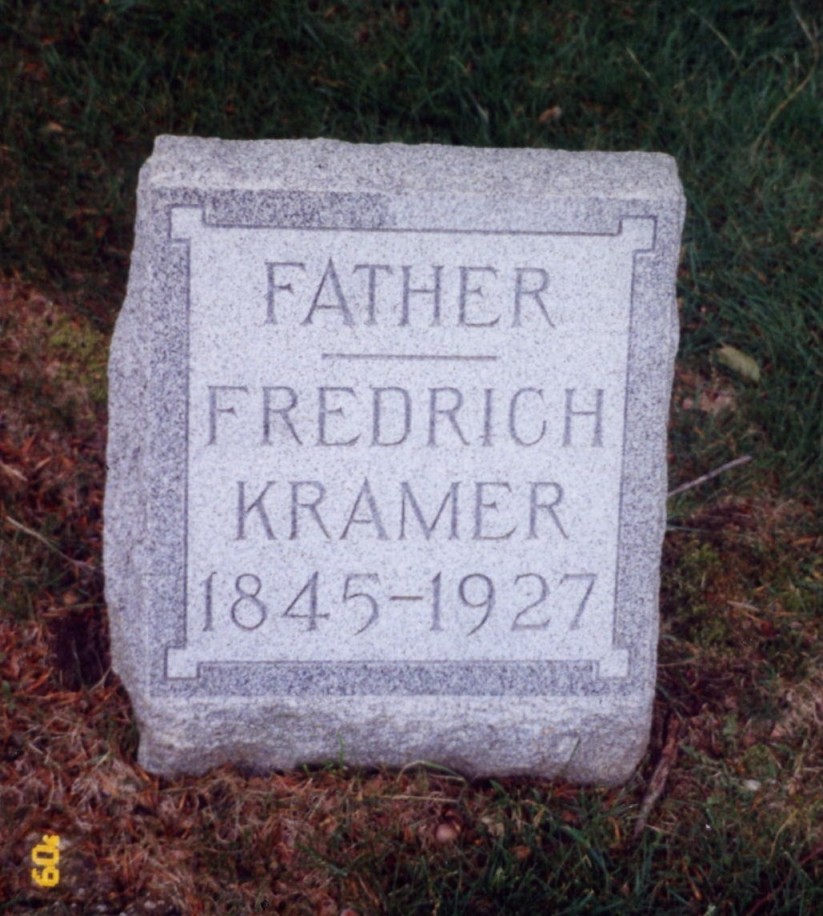 FATHER
FREDRICH
KRAMER
1845-1927